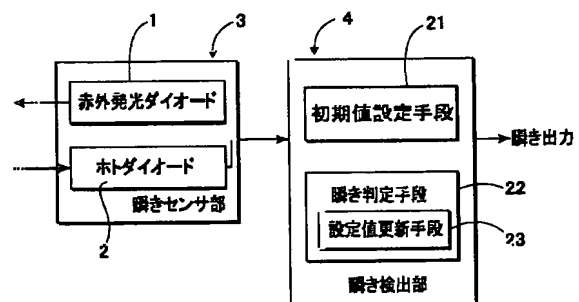 1
3
赤外発光ダイオード
ホトダイオード
瞬きセンサ部
2
4
21
初期値設定手段
瞬き出力
瞬き判定手段
22
設定値更新手段
23
瞬き検出部